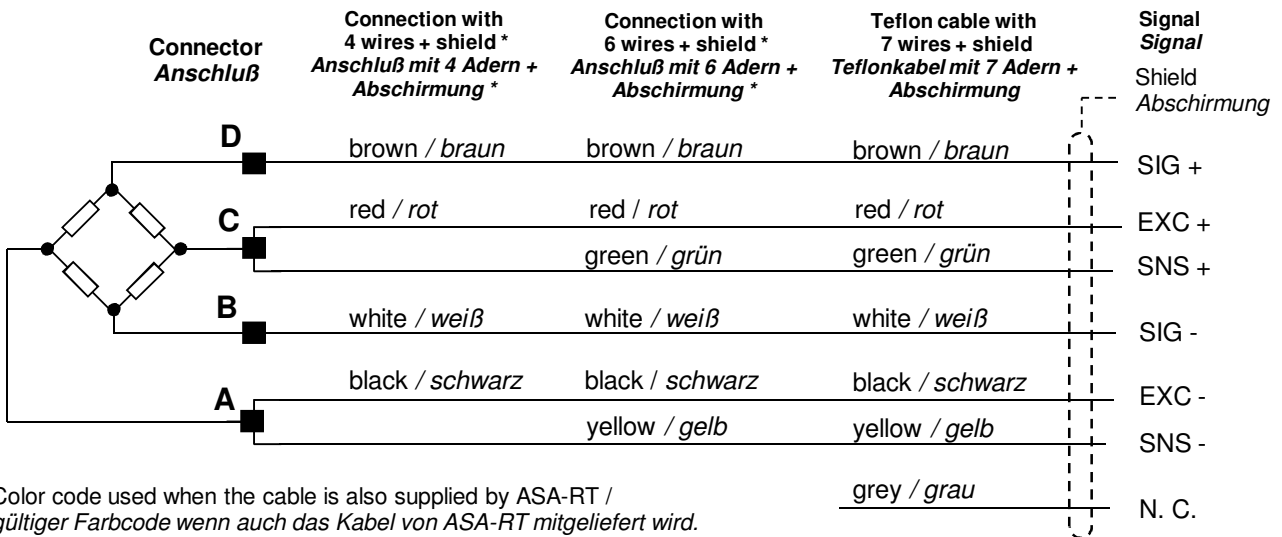 Connector
Anschluß
Connection with
4 wires + shield *
Anschluß mit 4 Adern +
Abschirmung *
Connection with
6 wires + shield *
Anschluß mit 6 Adern +
Abschirmung *
Teflon cable with
7 wires + shield
Teflonkabel mit 7 Adern +
Abschirmung
Signal
Signal
Shield
Abschirmung
D brown / braun brown / braun brown / braun SIG +
C red / rot red / rot red / rot EXC +
green / grün green / grün SNS +
B white / weiß white / weiß white / weiß SIG -
A black / schwarz black / schwarz black / schwarz EXC -
yellow / gelb yellow / gelb SNS -
grey / grau N. C.
Color code used when the cable is also supplied by ASA-RT /
gültiger Farbcode wenn auch das Kabel von ASA-RT mitgeliefert wird.